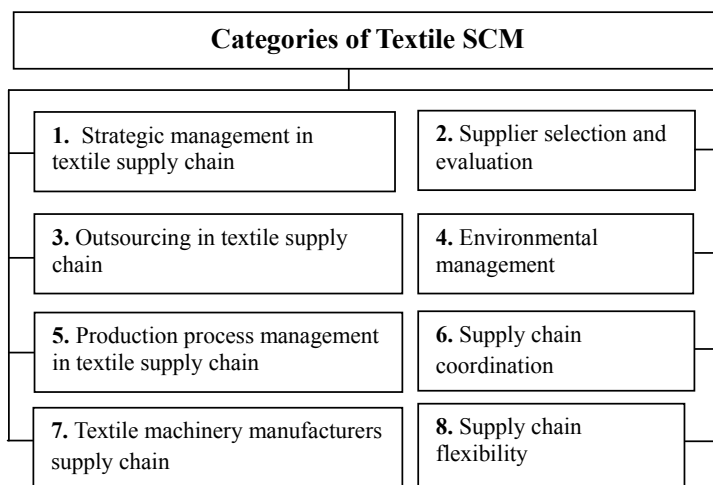 Categories of Textile SCM
1. Strategic management in
textile supply chain
2. Supplier selection and
evaluation
3. Outsourcing in textile supply
chain
4. Environmental
management
5. Production process management
in textile supply chain
6. Supply chain
coordination
7. Textile machinery manufacturers
supply chain
8. Supply chain
flexibility